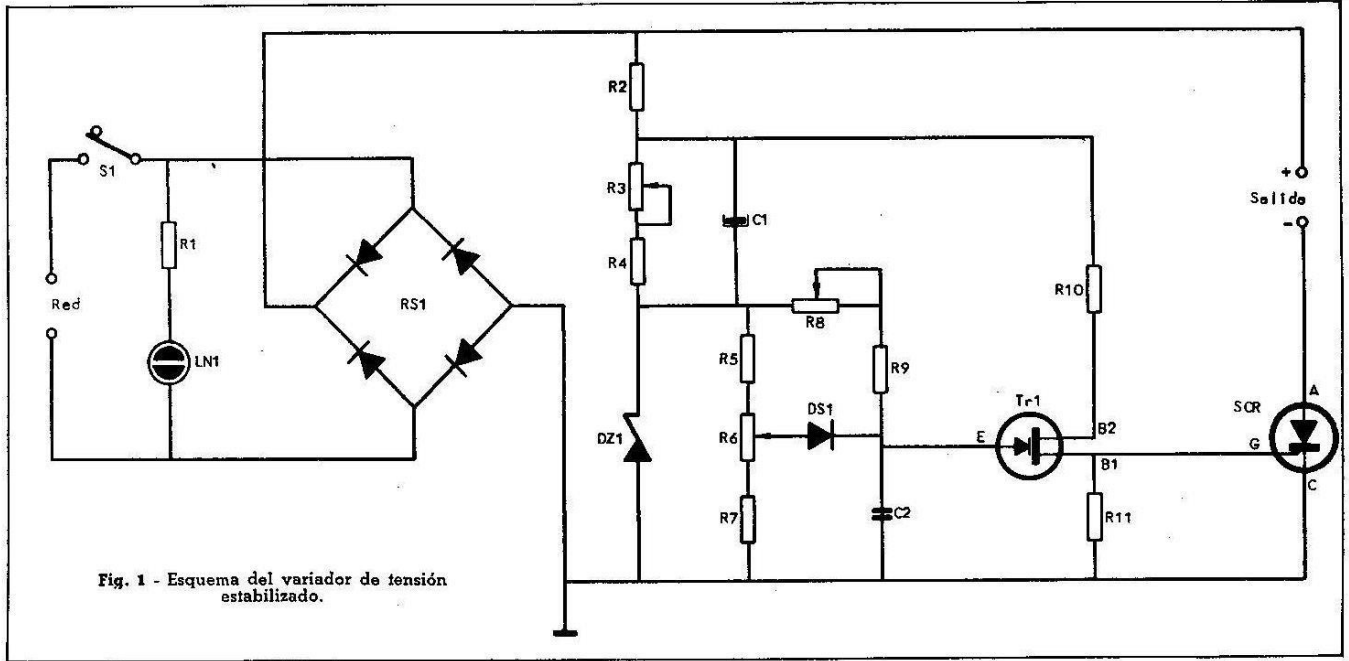 R2
S1
R3
+
Salida
-
R1
C1
R4
Red
RS1
R10
R8
LN1
R5
R9
A
Tr1
SCR
DS1
DZ1
R6
E
B2
G
B1
C
R7
C2
R11
Fig. 1 - Esquema del variador de tensión
estabilizado.